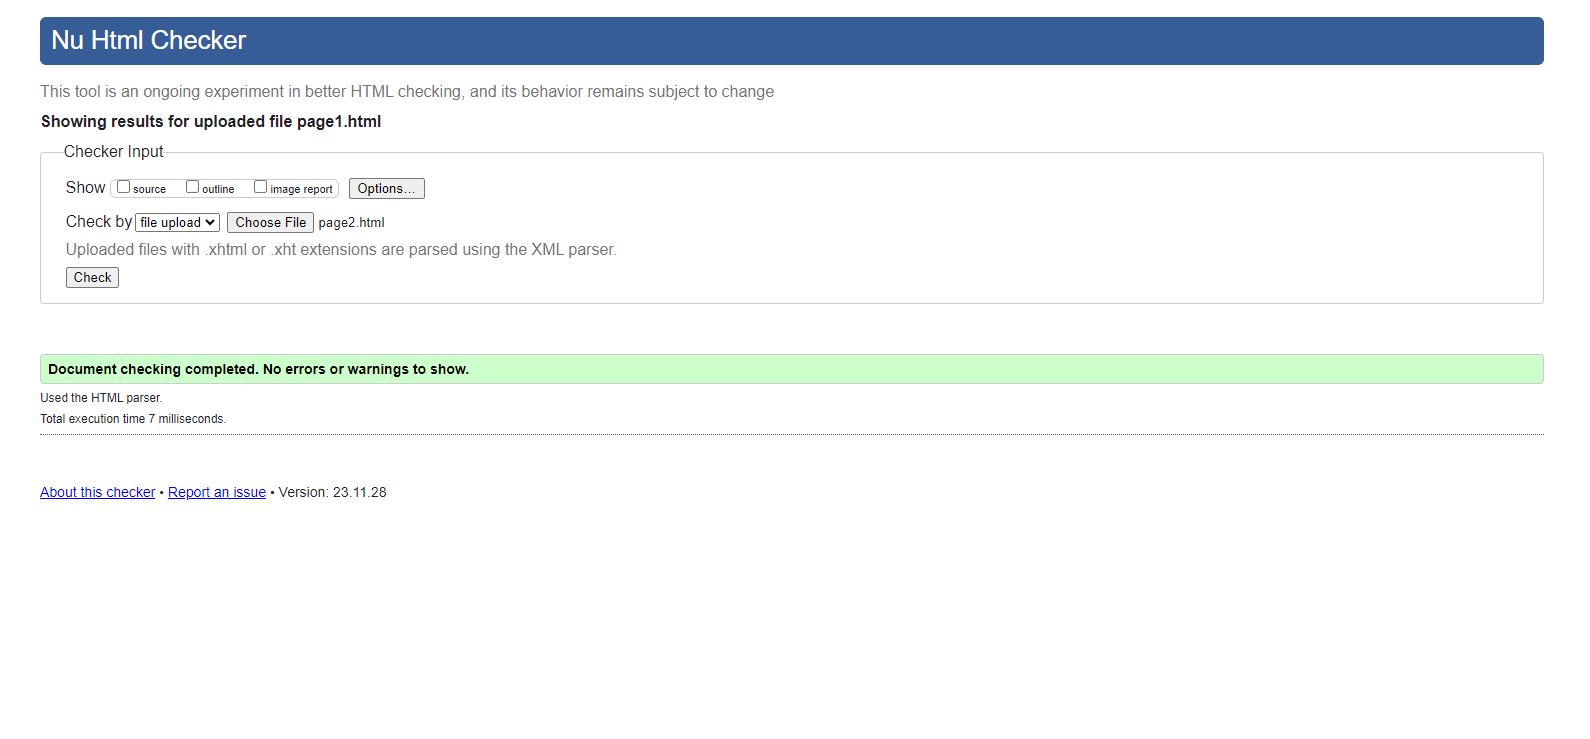 Nu Html Checker
This tool is an ongoing experiment in better HTML checking, and its behavior remains subject to change
Showing results for uploaded file page1.html
Checker Input
Show source outline image report Options...
Check by file upload Choose File page2.html
Uploaded files with .xhtml or .xht extensions are parsed using the XML parser.
Check
Document checking completed. No errors or warnings to show.
Used the HTML parser.
Total execution time 7 milliseconds.
About this checker • Report an issue • Version: 23.11.28